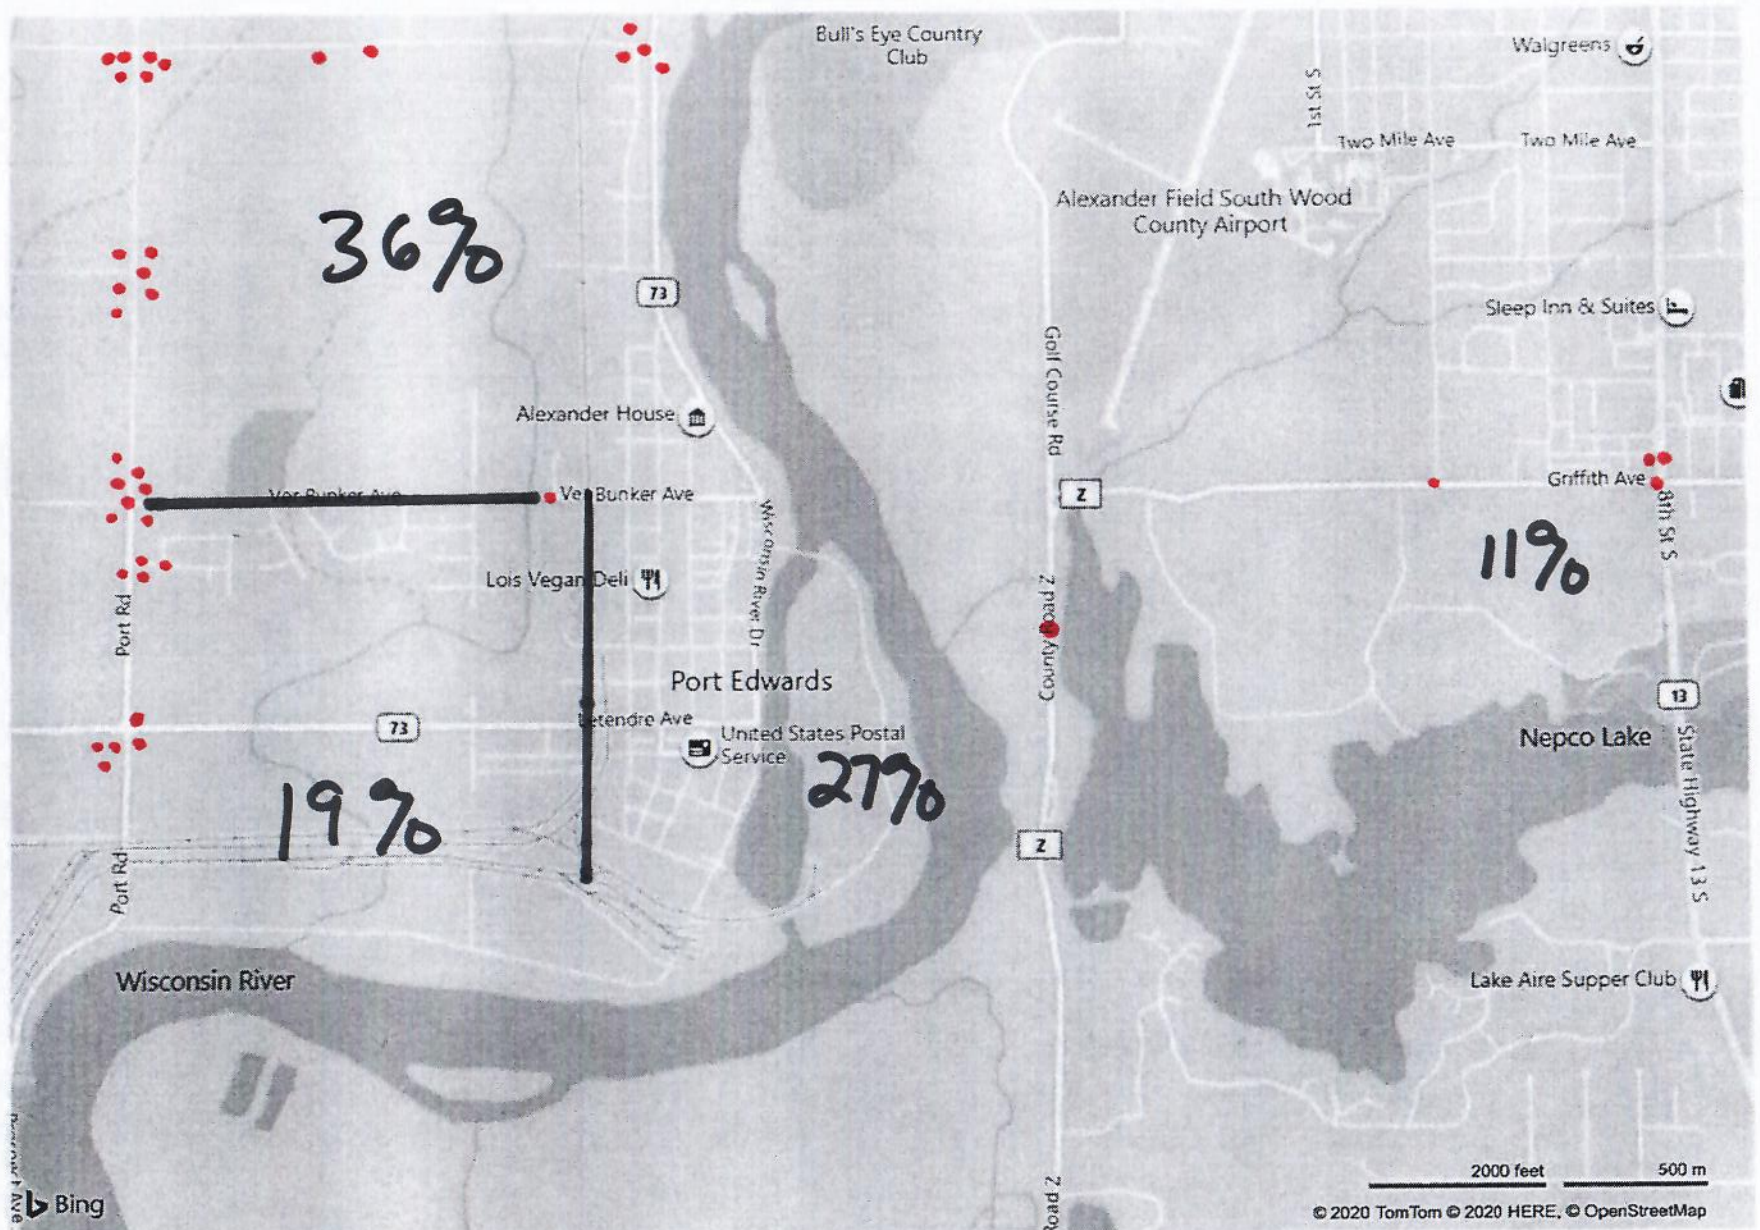 Bull's Eye Country
Club
Walgreens
1st St S
Two Mile Ave
Two Mile Ave
36%
Alexander Field South Wood
County Airport
73
Sleep Inn & Suites
Golf Course Rd
Alexander House
Ver Bunker Ave
Ve Bunker Ave
Z
Griffith Ave
8th St S
Wisconsin River Dr
11%
Lois Vegan Deli
Port Rd
County Road Z
Port Edwards
13
73
Letendre Ave
United States Postal
Service
Nepco Lake
State Highway 13 S
27%
19%
Z
Port Rd
Wisconsin River
Lake Aire Supper Club
Road Z
2000 feet
500 m
Bing
© 2020 TomTom © 2020 HERE, © OpenStreetMap